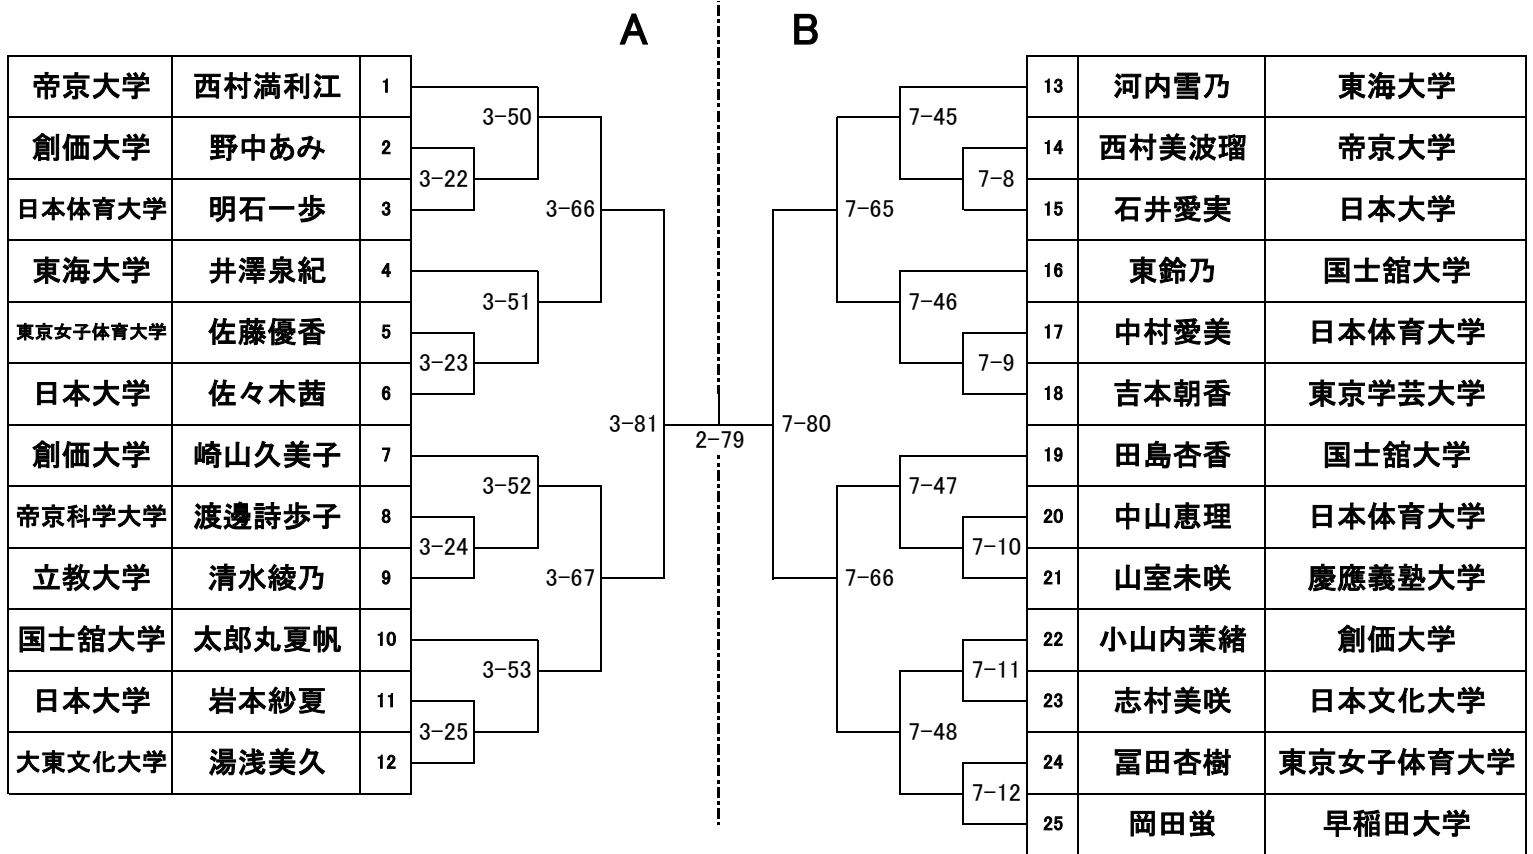 A
B
帝京大学 西村満利江 1
創価大学 野中あみ 2
日本体育大学 明石一歩 3
東海大学 井澤泉紀 4
東京女子体育大学 佐藤優香 5
日本大学 佐々木茜 6
創価大学 崎山久美子 7
帝京科学大学 渡邊詩歩子 8
立教大学 清水綾乃 9
国士舘大学 太郎丸夏帆 10
日本大学 岩本紗夏 11
大東文化大学 湯浅美久 12
3-50
3-22
3-66
3-51
3-23
3-81
3-52
3-24
3-67
3-53
3-25
2-79
7-45
7-8
7-65
7-46
7-9
7-80
7-47
7-10
7-66
7-11
7-48
7-12
13 河内雪乃 東海大学
14 西村美波瑠 帝京大学
15 石井愛実 日本大学
16 東鈴乃 国士舘大学
17 中村愛美 日本体育大学
18 吉本朝香 東京学芸大学
19 田島杏香 国士舘大学
20 中山恵理 日本体育大学
21 山室未咲 慶應義塾大学
22 小山内茉緒 創価大学
23 志村美咲 日本文化大学
24 冨田杏樹 東京女子体育大学
25 岡田蛍 早稲田大学